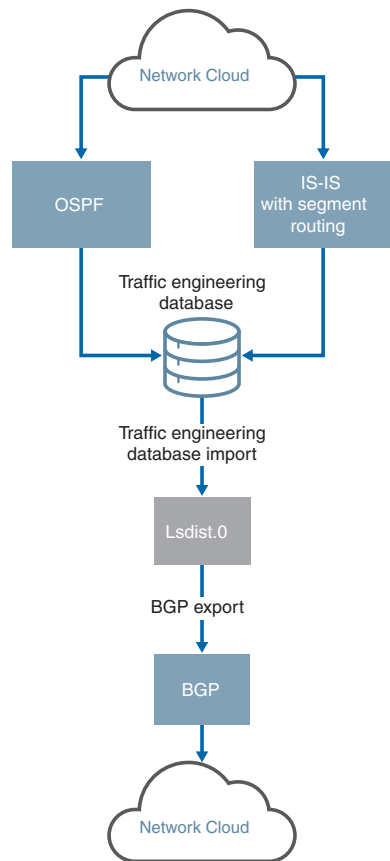 Network Cloud
OSPF
IS-IS
with segment
routing
Traffic engineering
database
Traffic engineering
database import
Lsdist.0
BGP export
BGP
Network Cloud